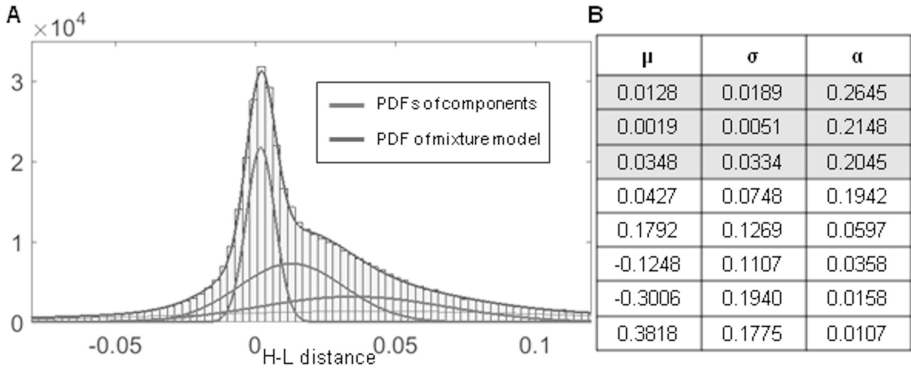 A
×10⁴
3
2
1
0
PDFs of components
PDF of mixture model
-0.05 0 0.05 0.1
H-L distance
B
μ σ α
0.0128 0.0189 0.2645
0.0019 0.0051 0.2148
0.0348 0.0334 0.2045
0.0427 0.0748 0.1942
0.1792 0.1269 0.0597
-0.1248 0.1107 0.0358
-0.3006 0.1940 0.0158
0.3818 0.1775 0.0107